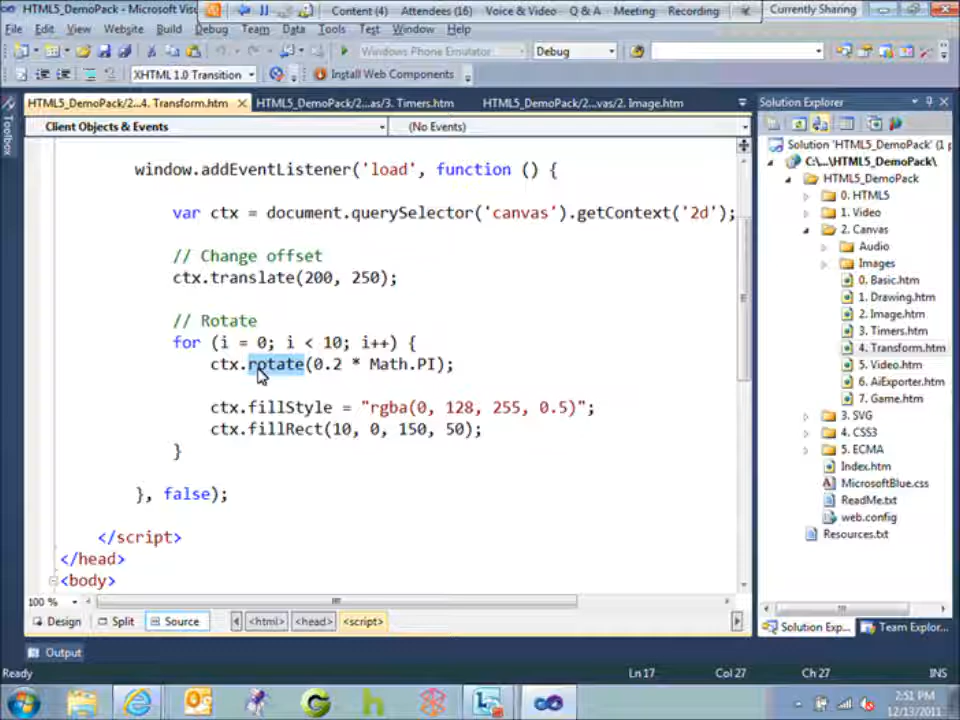 HTML5_DemoPack - Microsoft Visu
Content (4) Attendees (16) Voice & Video Q & A Meeting Recording Currently Sharing
File Edit View Website Build Debug Team Data Tools Test Window Help
Windows Phone Emulator Debug
XHTML 1.0 Transition Install Web Components
HTML5_DemoPack/2...4. Transform.htm HTML5_DemoPack/2...as/3. Timers.htm HTML5_DemoPack/2...vas/2. Image.htm
Toolbox
Client Objects & Events (No Events)
window.addEventListener('load', function () {
var ctx = document.querySelector('canvas').getContext('2d');
// Change offset
ctx.translate(200, 250);
// Rotate
for (i = 0; i < 10; i++) {
ctx.rotate(0.2 * Math.PI);
ctx.fillStyle = "rgba(0, 128, 255, 0.5)";
ctx.fillRect(10, 0, 150, 50);
}
}, false);
</script>
</head>
<body>
100 %
Design Split Source <html> <head> <script>
Solution Explorer
Solution 'HTML5_DemoPack' (1 p
C:\...\HTML5_DemoPack\
HTML5_DemoPack
0. HTML5
1. Video
2. Canvas
Audio
Images
0. Basic.htm
1. Drawing.htm
2. Image.htm
3. Timers.htm
4. Transform.htm
5. Video.htm
6. AiExporter.htm
7. Game.htm
3. SVG
4. CSS3
5. ECMA
Index.htm
MicrosoftBlue.css
ReadMe.txt
web.config
Resources.txt
Solution Exp... Team Explor...
Output
Ready Ln 17 Col 27 Ch 27 INS
2:51 PM
12/13/2011